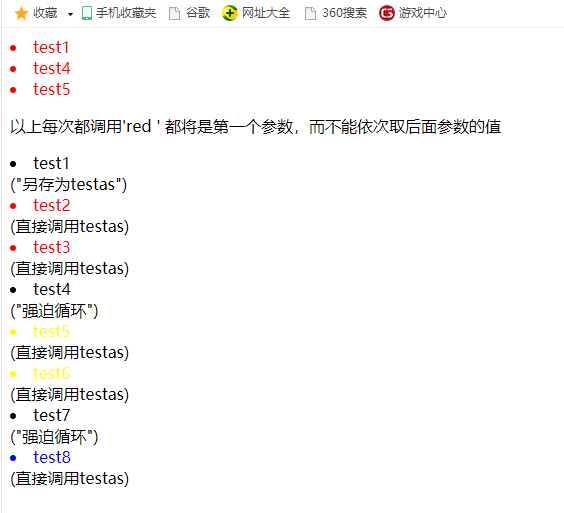 收藏 手机收藏夹 谷歌 网址大全 360搜索 游戏中心
test1
test4
test5
以上每次都调用'red ' 都将是第一个参数，而不能依次取后面参数的值
test1
("另存为testas")
test2
(直接调用testas)
test3
(直接调用testas)
test4
("强迫循环")
test5
(直接调用testas)
test6
(直接调用testas)
test7
("强迫循环")
test8
(直接调用testas)